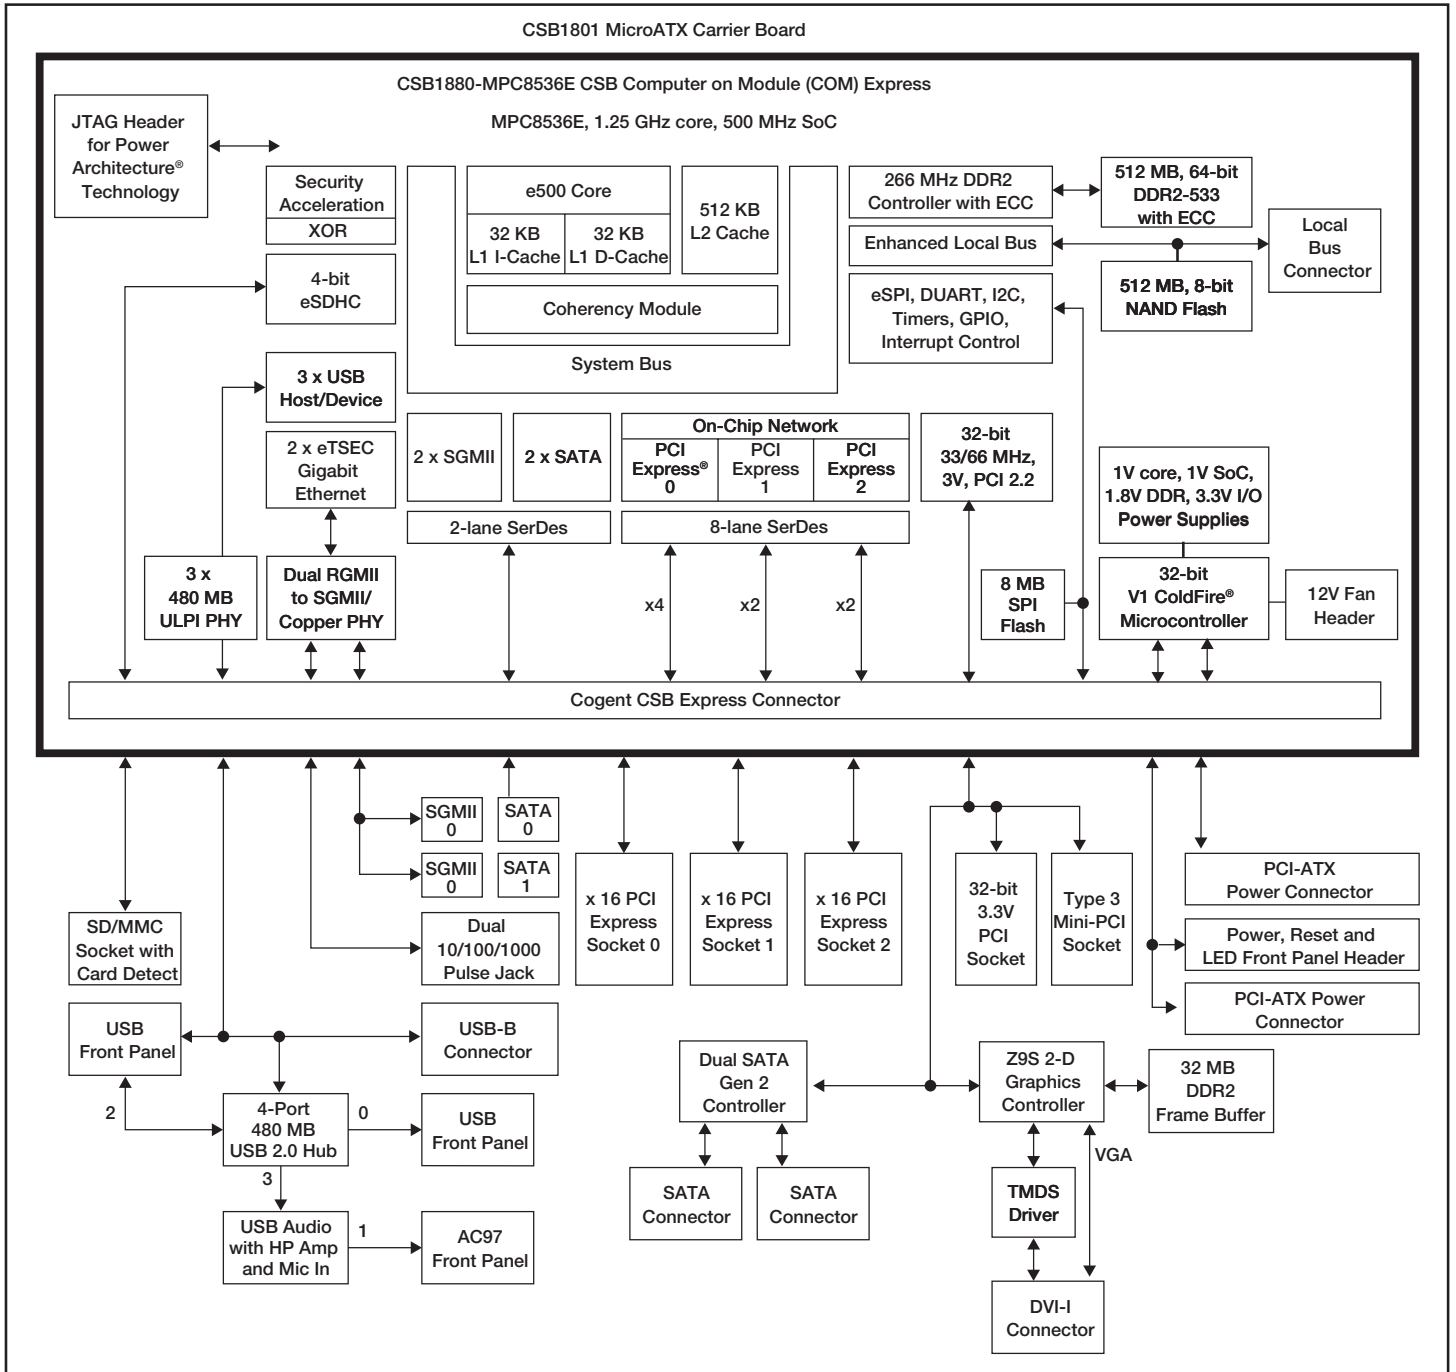 CSB1801 MicroATX Carrier Board
CSB1880-MPC8536E CSB Computer on Module (COM) Express
MPC8536E, 1.25 GHz core, 500 MHz SoC
JTAG Header
for Power
Architecture®
Technology
Security
Acceleration
XOR
4-bit
eSDHC
3 x USB
Host/Device
2 x eTSEC
Gigabit
Ethernet
e500 Core
32 KB
L1 I-Cache
32 KB
L1 D-Cache
512 KB
L2 Cache
Coherency Module
System Bus
266 MHz DDR2
Controller with ECC
Enhanced Local Bus
eSPI, DUART, I2C,
Timers, GPIO,
Interrupt Control
512 MB, 64-bit
DDR2-533
with ECC
512 MB, 8-bit
NAND Flash
Local
Bus
Connector
2 x SGMII
2 x SATA
2-lane SerDes
On-Chip Network
PCI
Express®
0
PCI
Express
1
PCI
Express
2
8-lane SerDes
32-bit
33/66 MHz,
3V, PCI 2.2
1V core, 1V SoC,
1.8V DDR, 3.3V I/O
Power Supplies
3 x
480 MB
ULPI PHY
Dual RGMII
to SGMII/
Copper PHY
x4
x2
x2
8 MB
SPI
Flash
32-bit
V1 ColdFire®
Microcontroller
12V Fan
Header
Cogent CSB Express Connector
SGMII
0
SATA
0
SGMII
0
SATA
1
SD/MMC
Socket with
Card Detect
Dual
10/100/1000
Pulse Jack
x 16 PCI
Express
Socket 0
x 16 PCI
Express
Socket 1
x 16 PCI
Express
Socket 2
32-bit
3.3V
PCI
Socket
Type 3
Mini-PCI
Socket
PCI-ATX
Power Connector
Power, Reset and
LED Front Panel Header
PCI-ATX Power
Connector
USB
Front Panel
USB-B
Connector
2
4-Port
480 MB
USB 2.0 Hub
0
USB
Front Panel
3
USB Audio
with HP Amp
and Mic In
1
AC97
Front Panel
Dual SATA
Gen 2
Controller
SATA
Connector
SATA
Connector
Z9S 2-D
Graphics
Controller
32 MB
DDR2
Frame Buffer
VGA
TMDS
Driver
DVI-I
Connector